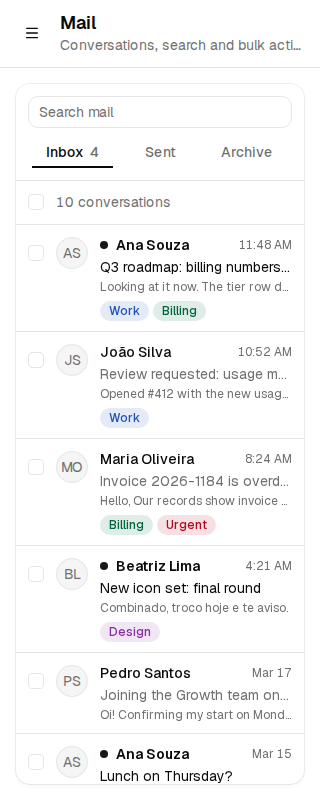 Mail
Conversations, search and bulk acti…
Search mail
Inbox 4 Sent Archive
10 conversations
AS Ana Souza 11:48 AM
Q3 roadmap: billing numbers…
Looking at it now. The tier row d…
Work Billing
JS João Silva 10:52 AM
Review requested: usage m…
Opened #412 with the new usag…
Work
MO Maria Oliveira 8:24 AM
Invoice 2026-1184 is overd…
Hello, Our records show invoice …
Billing Urgent
BL Beatriz Lima 4:21 AM
New icon set: final round
Combinado, troco hoje e te aviso.
Design
PS Pedro Santos Mar 17
Joining the Growth team on…
Oi! Confirming my start on Mond…
AS Ana Souza Mar 15
Lunch on Thursday?